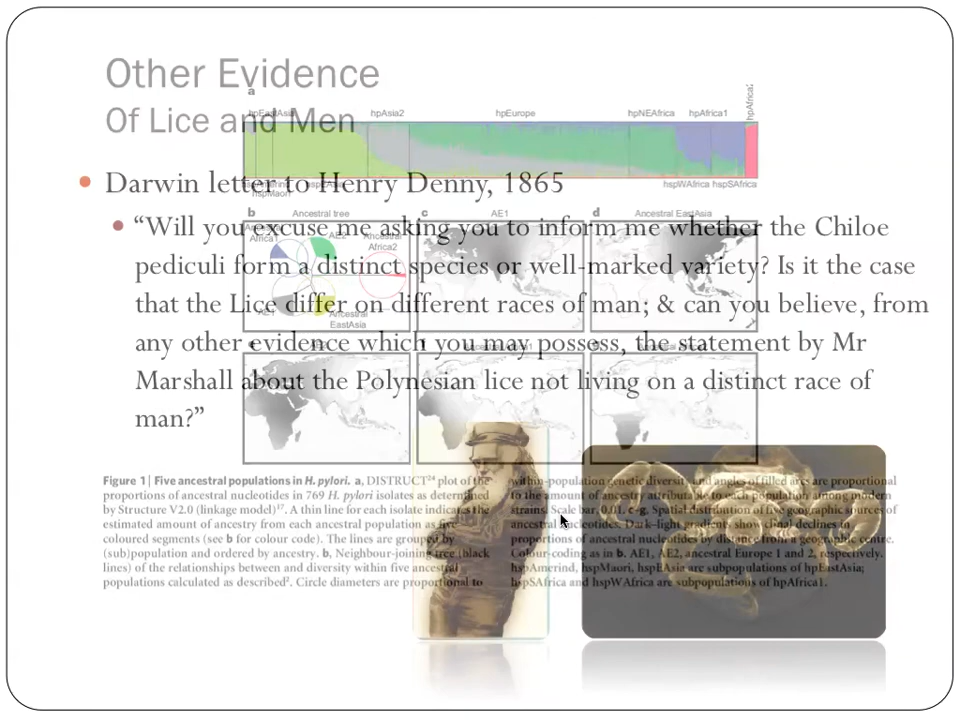 Other Evidence
Of Lice and Men
a
hpEastAsia
hpAsia2
hpEurope
hpNEAfrica
hpAfrica1
hpAfrica2
hspMaori
hspWAfrica hspSAfrica
Darwin letter to Henry Denny, 1865
“Will you excuse me asking you to inform me whether the Chiloe
pediculi form a distinct species or well-marked variety? Is it the case
that the Lice differ on different races of man; & can you believe, from
any other evidence which you may possess, the statement by Mr
Marshall about the Polynesian lice not living on a distinct race of
man?”
b Ancestral tree
c AE1
d Ancestral EastAsia
Africa1
AE2
Ancestral
Africa2
Ancestral
EastAsia
Figure 1 | Five ancestral populations in H. pylori. a, DISTRUCT24 plot of the
proportions of ancestral nucleotides in 769 H. pylori isolates as determined
by Structure V2.0 (linkage model)17. A thin line for each isolate indicates the
estimated amount of ancestry from each ancestral population as five
coloured segments (see b for colour code). The lines are grouped by
(sub)population and ordered by ancestry. b, Neighbour-joining tree (black
lines) of the relationships between and diversity within five ancestral
populations calculated as described2. Circle diameters are proportional to
within-population genetic diversity and angles of filled arcs are proportional
to the amount of ancestry attributable to each population among modern
strains. Scale bar, 0.01. c–g, Spatial distribution of five geographic sources of
ancestral nucleotides. Dark–light gradients show clinal declines to
proportions of ancestral nucleotides by distance from a geographic centre.
Colour-coding as in b. AE1, AE2, ancestral Europe 1 and 2, respectively.
hspAmerind, hspMaori, hspEAsia are subpopulations of hpEastAsia;
hspSAfrica and hspWAfrica are subpopulations of hpAfrica1.